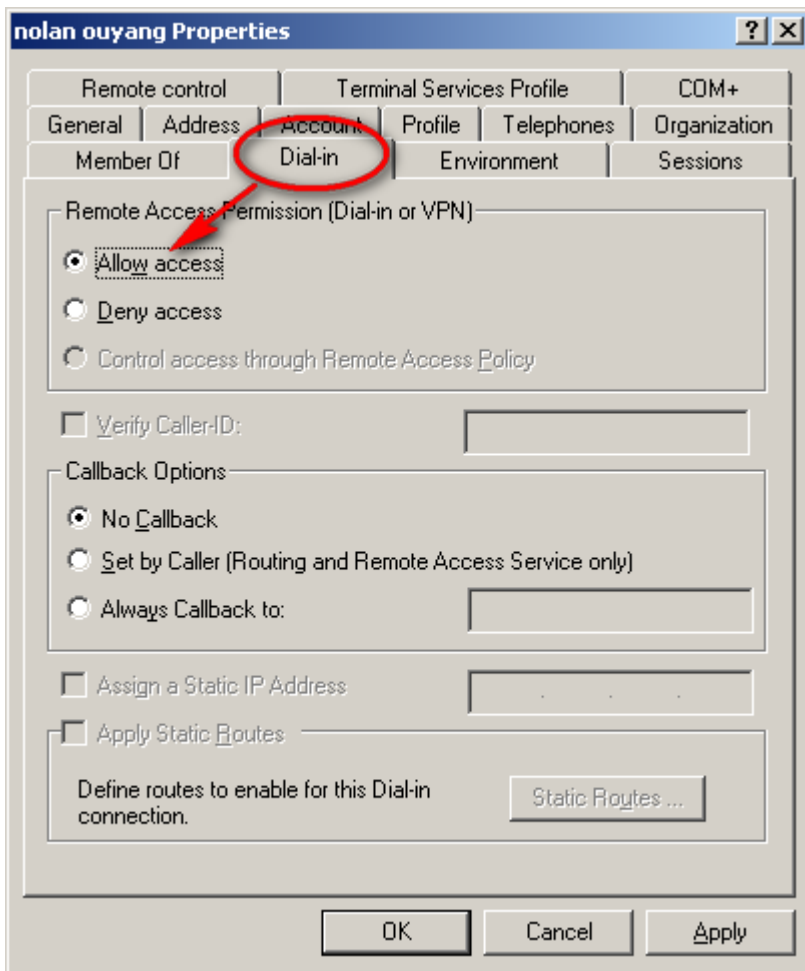 nolan ouyang Properties
Remote control Terminal Services Profile COM+
General Address Account Profile Telephones Organization
Member Of Dial-in Environment Sessions
Remote Access Permission (Dial-in or VPN)
Allow access
Deny access
Control access through Remote Access Policy
Verify Caller-ID:
Callback Options
No Callback
Set by Caller (Routing and Remote Access Service only)
Always Callback to:
Assign a Static IP Address . . .
Apply Static Routes
Define routes to enable for this Dial-in
connection.
Static Routes ...
OK Cancel Apply